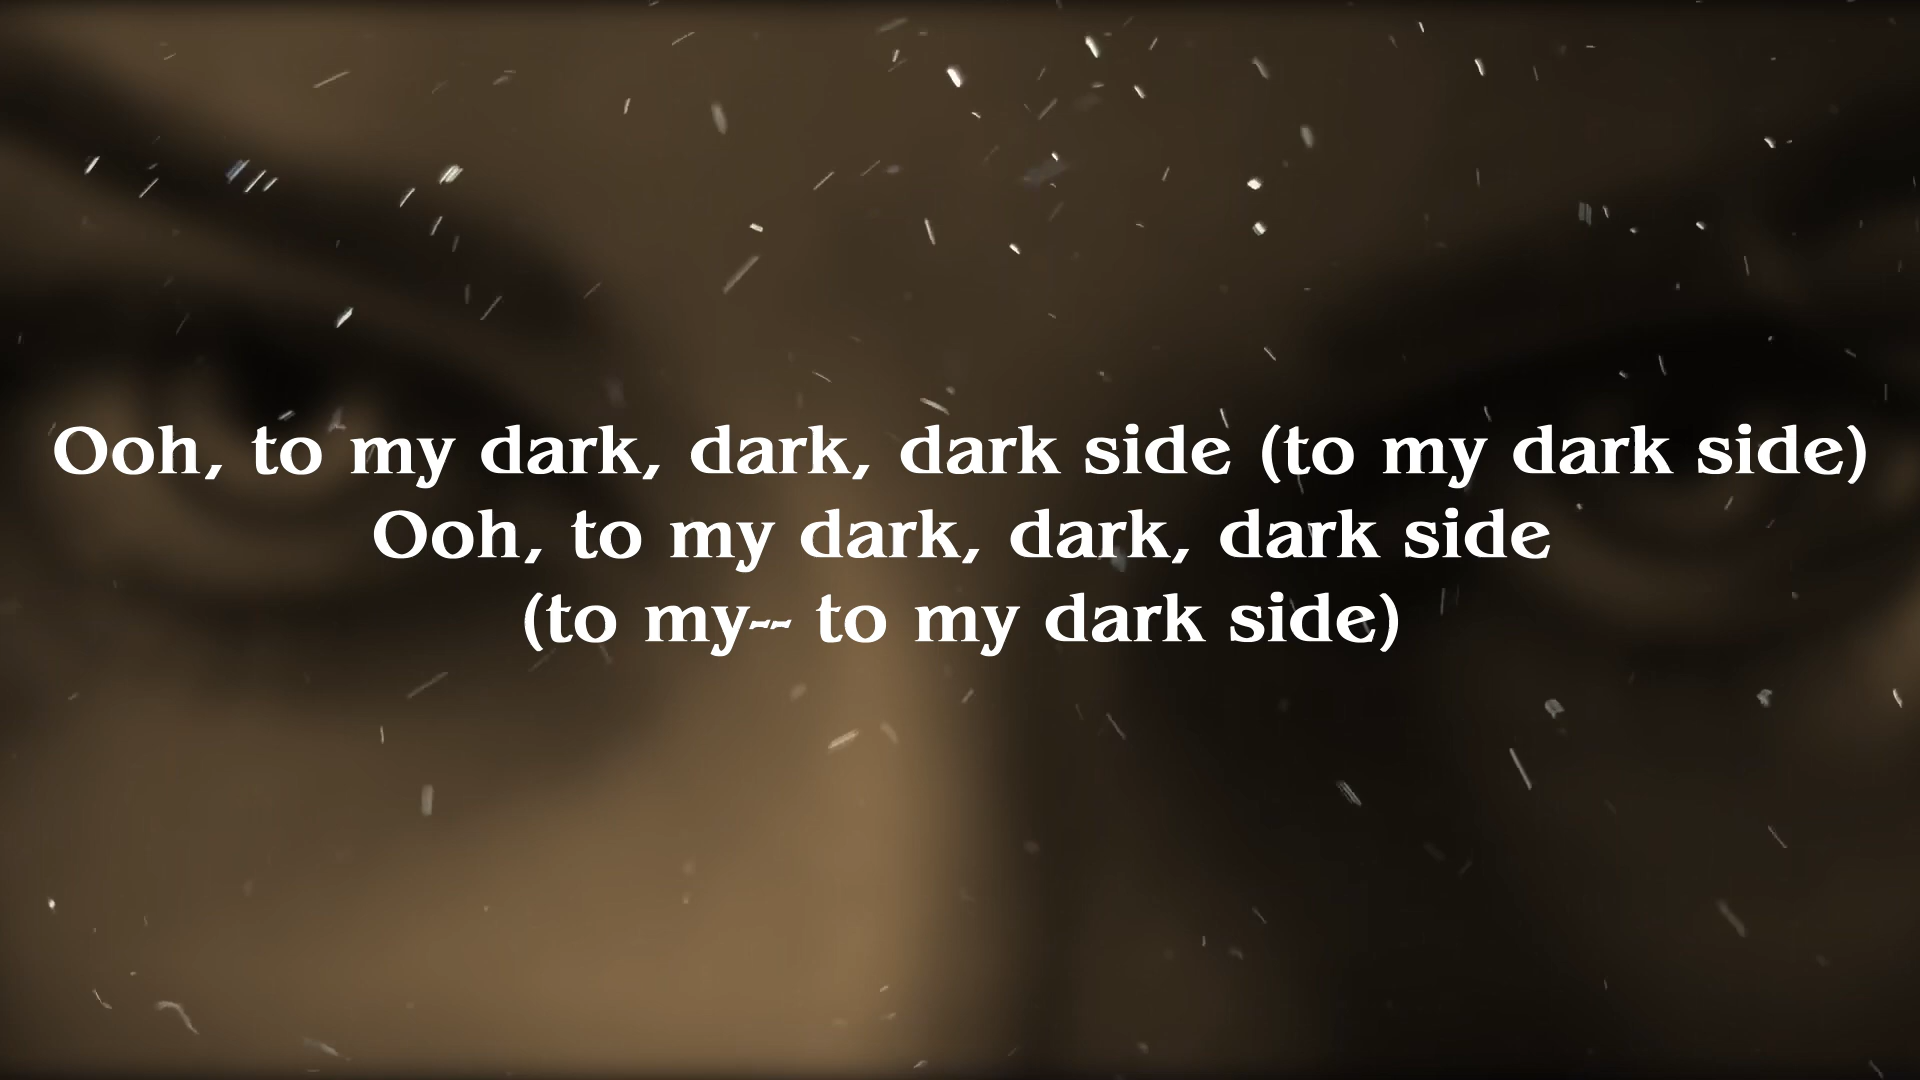 Ooh, to my dark, dark, dark side (to my dark side)
Ooh, to my dark, dark, dark side
(to my-- to my dark side)